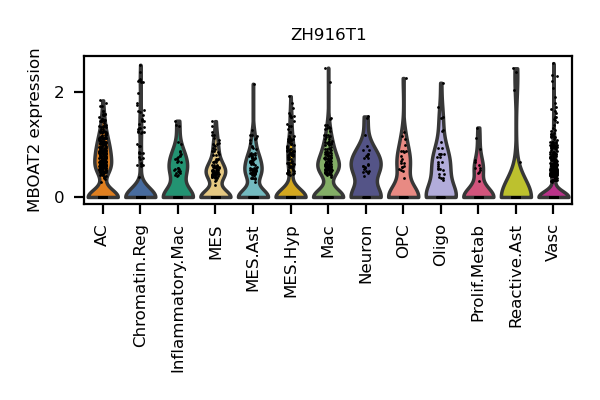 ZH916T1
MBOAT2 expression
2
0
AC
Chromatin.Reg
Inflammatory.Mac
MES
MES.Ast
MES.Hyp
Mac
Neuron
OPC
Oligo
Prolif.Metab
Reactive.Ast
Vasc